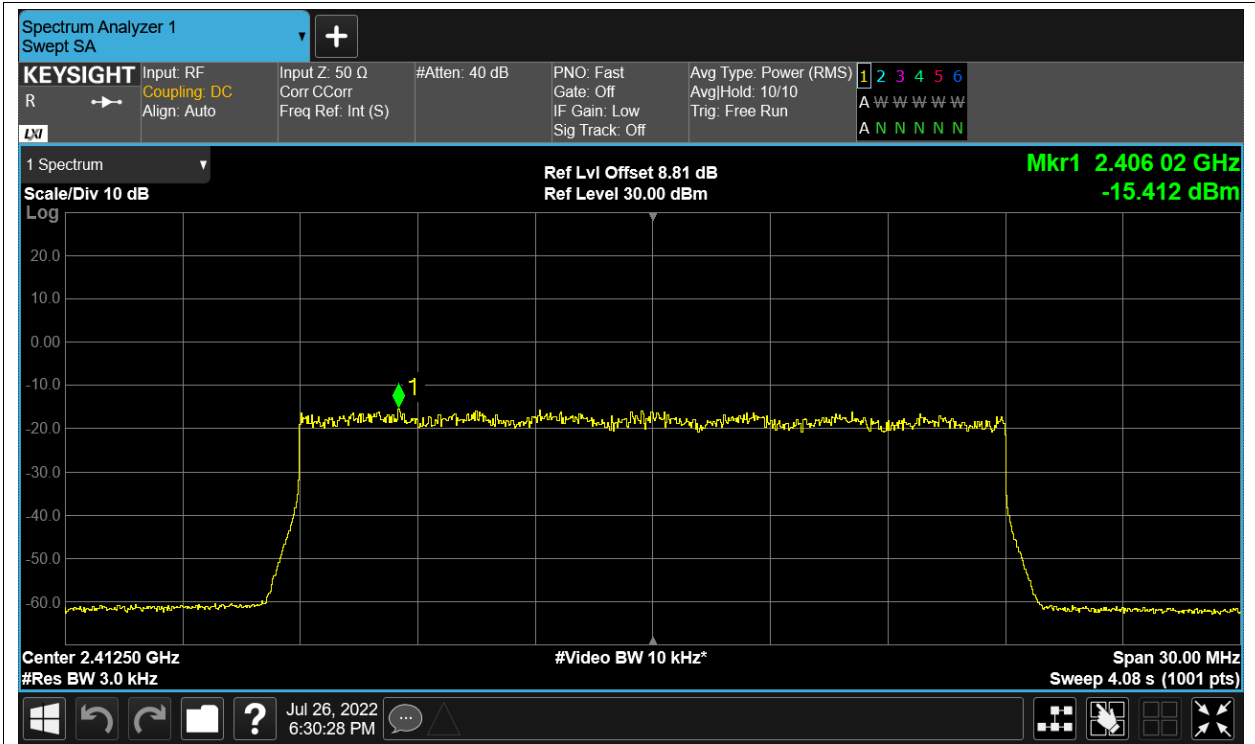 Spectrum Analyzer 1
Swept SA
KEYSIGHT
R
LXI
Input: RF
Coupling: DC
Align: Auto
Input Z: 50 Ω
Corr CCorr
Freq Ref: Int (S)
#Atten: 40 dB
PNO: Fast
Gate: Off
IF Gain: Low
Sig Track: Off
Avg Type: Power (RMS)
Avg|Hold: 10/10
Trig: Free Run
1 2 3 4 5 6
A W W W W W
A N N N N N
1 Spectrum
Scale/Div 10 dB
Log
Ref Lvl Offset 8.81 dB
Ref Level 30.00 dBm
Mkr1 2.406 02 GHz
-15.412 dBm
20.0
10.0
0.00
-10.0
-20.0
-30.0
-40.0
-50.0
-60.0
1
Center 2.41250 GHz
#Res BW 3.0 kHz
#Video BW 10 kHz*
Span 30.00 MHz
Sweep 4.08 s (1001 pts)
?
Jul 26, 2022
6:30:28 PM